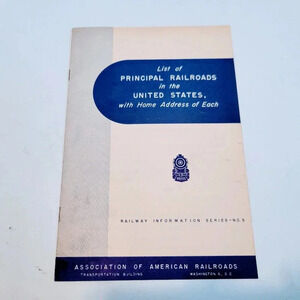 List of
PRINCIPAL RAILROADS
in the
UNITED STATES,
with Home Address of Each
RAILWAY INFORMATION SERIES—NO. 5
ASSOCIATION OF AMERICAN RAILROADS
TRANSPORTATION BUILDING WASHINGTON 6, D.C.